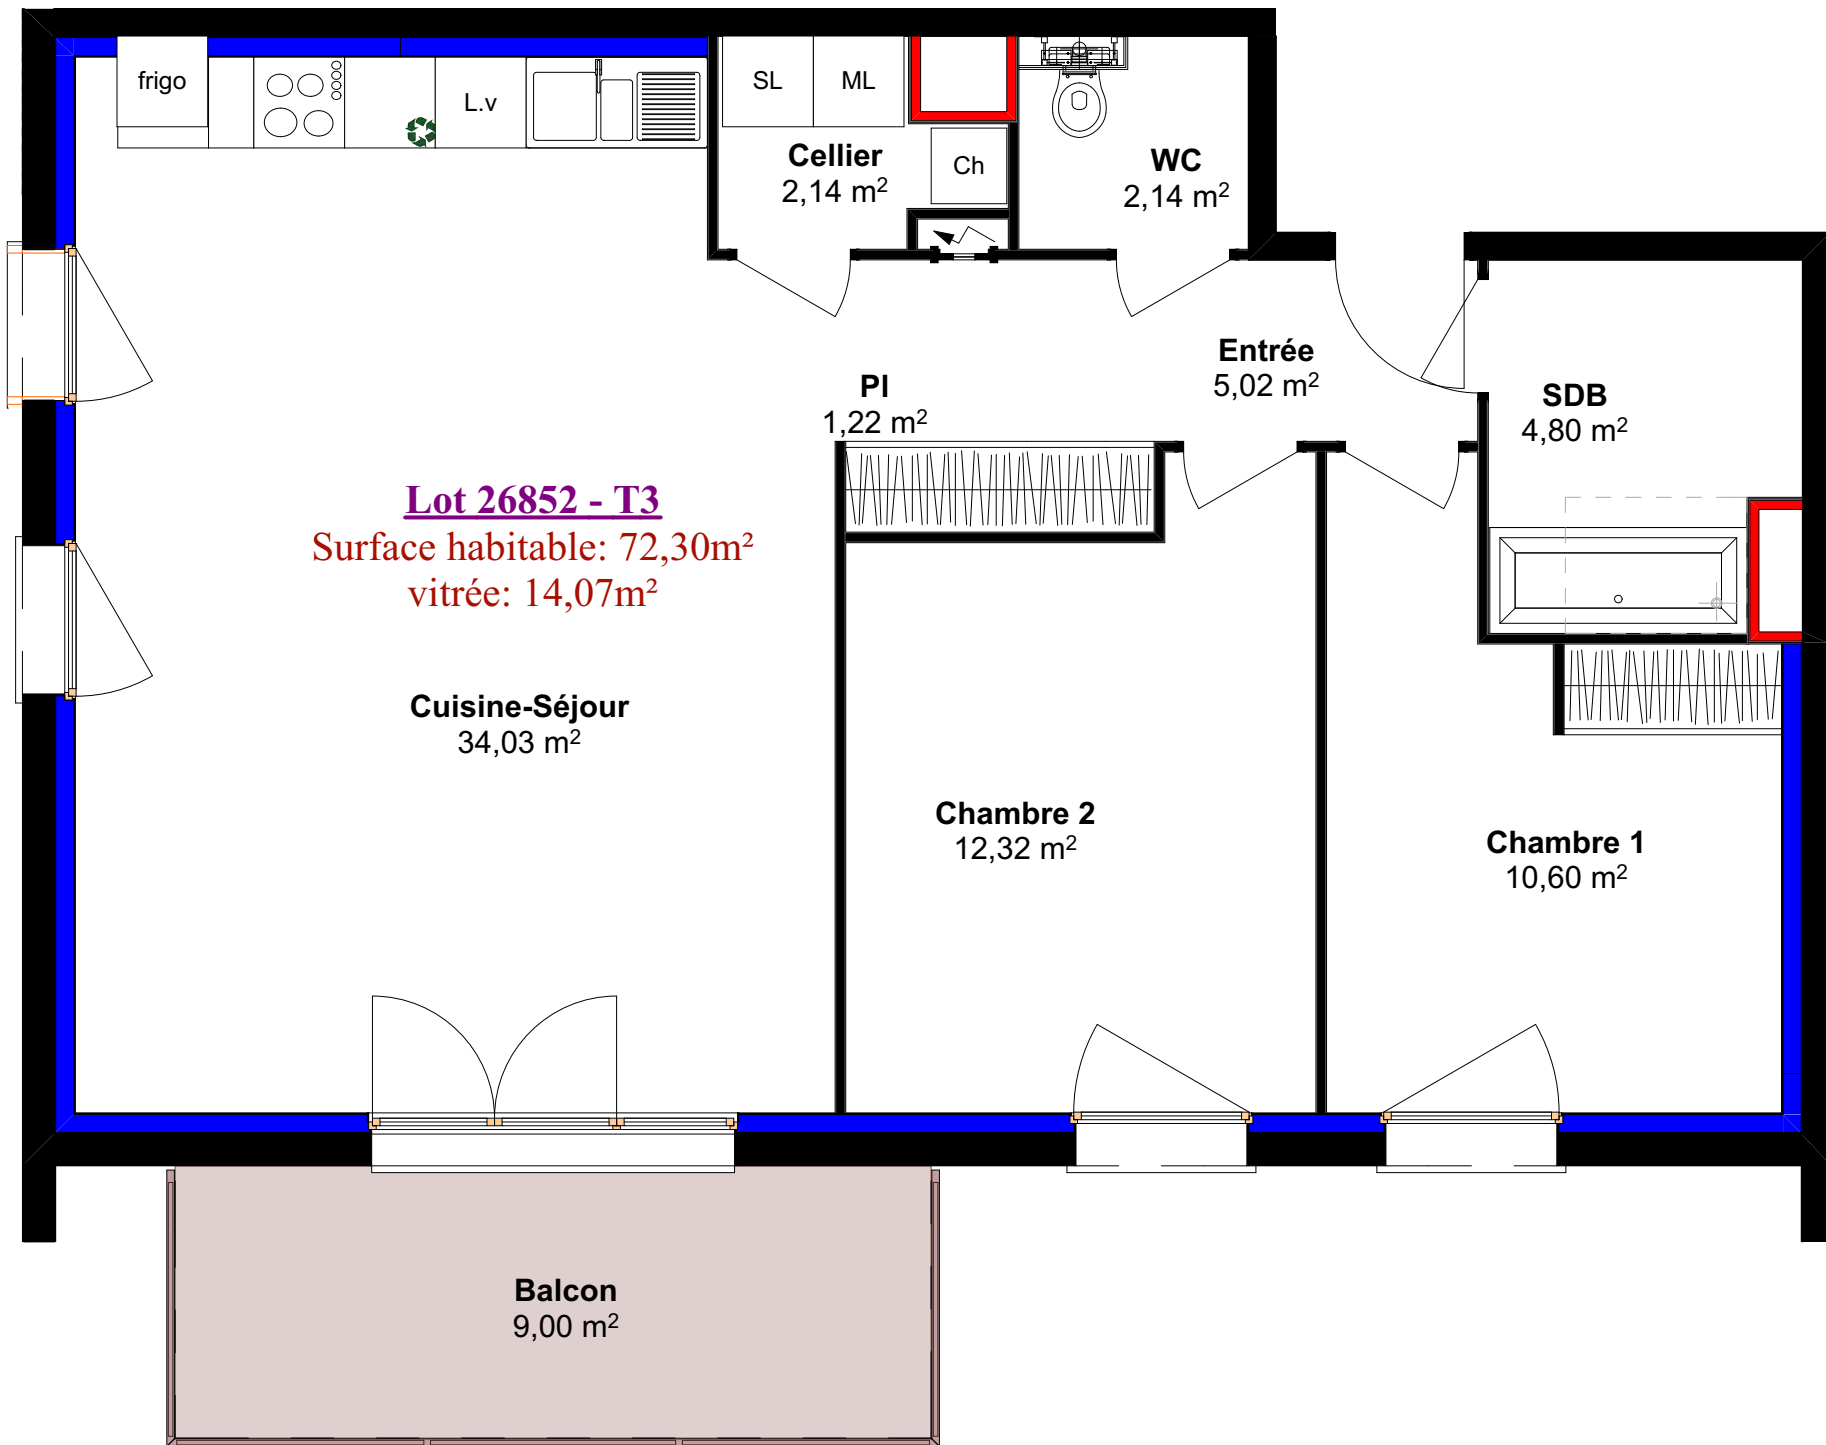 frigo
L.v
SL
ML
Cellier
2,14 m²
Ch
WC
2,14 m²
Entrée
5,02 m²
Pl
1,22 m²
SDB
4,80 m²
Lot 26852 - T3
Surface habitable: 72,30m²
vitrée: 14,07m²
Cuisine-Séjour
34,03 m²
Chambre 2
12,32 m²
Chambre 1
10,60 m²
Balcon
9,00 m²